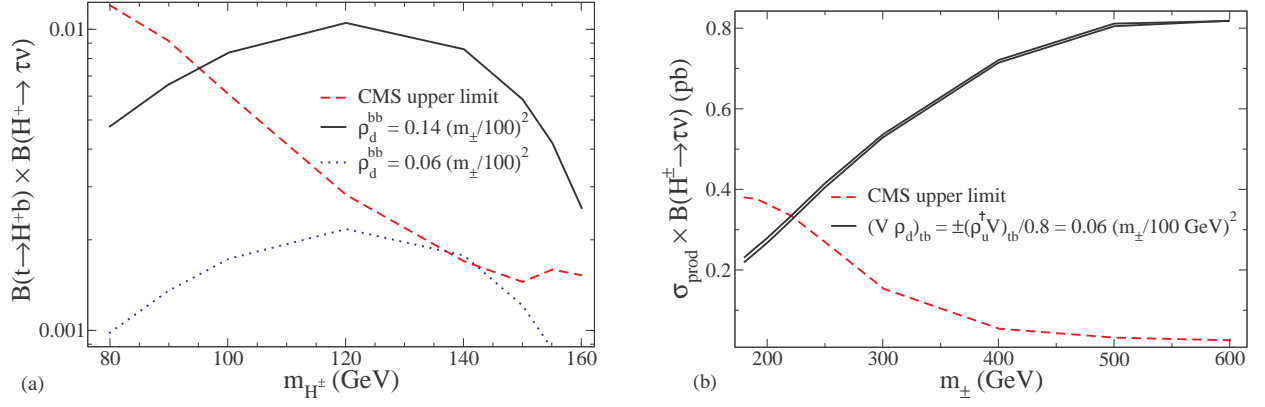 B(t→H⁺b) × B(H⁺→ τν)
0.01
0.001
CMS upper limit
ρ_d^bb = 0.14 (m_±/100)²
ρ_d^bb = 0.06 (m_±/100)²
80 100 120 140 160
m_H± (GeV)
(a)
σ_prod × B(H^±→τν) (pb)
0.8
0.6
0.4
0.2
CMS upper limit
(V ρ_d)_tb = ±(ρ_u^†V)_tb/0.8 = 0.06 (m_±/100 GeV)²
200 300 400 500 600
m_± (GeV)
(b)